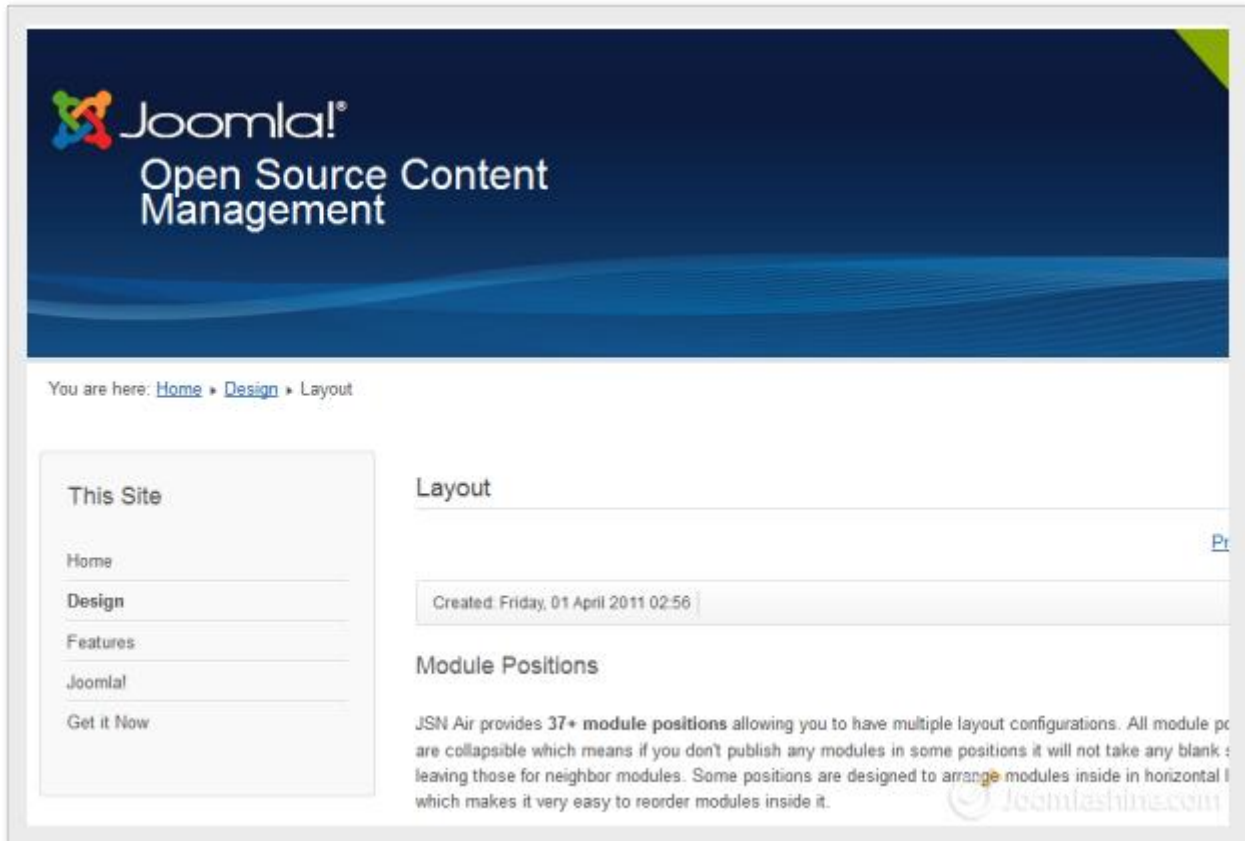 Joomla!®
Open Source Content
Management
You are here: Home ▸ Design ▸ Layout
This Site
Home
Design
Features
Joomla!
Get it Now
Layout
Created: Friday, 01 April 2011 02:56
Module Positions
JSN Air provides 37+ module positions allowing you to have multiple layout configurations. All module
are collapsible which means if you don't publish any modules in some positions it will not take any blank
leaving those for neighbor modules. Some positions are designed to arrange modules inside in horizontal
which makes it very easy to reorder modules inside it.
Joomlashine.com